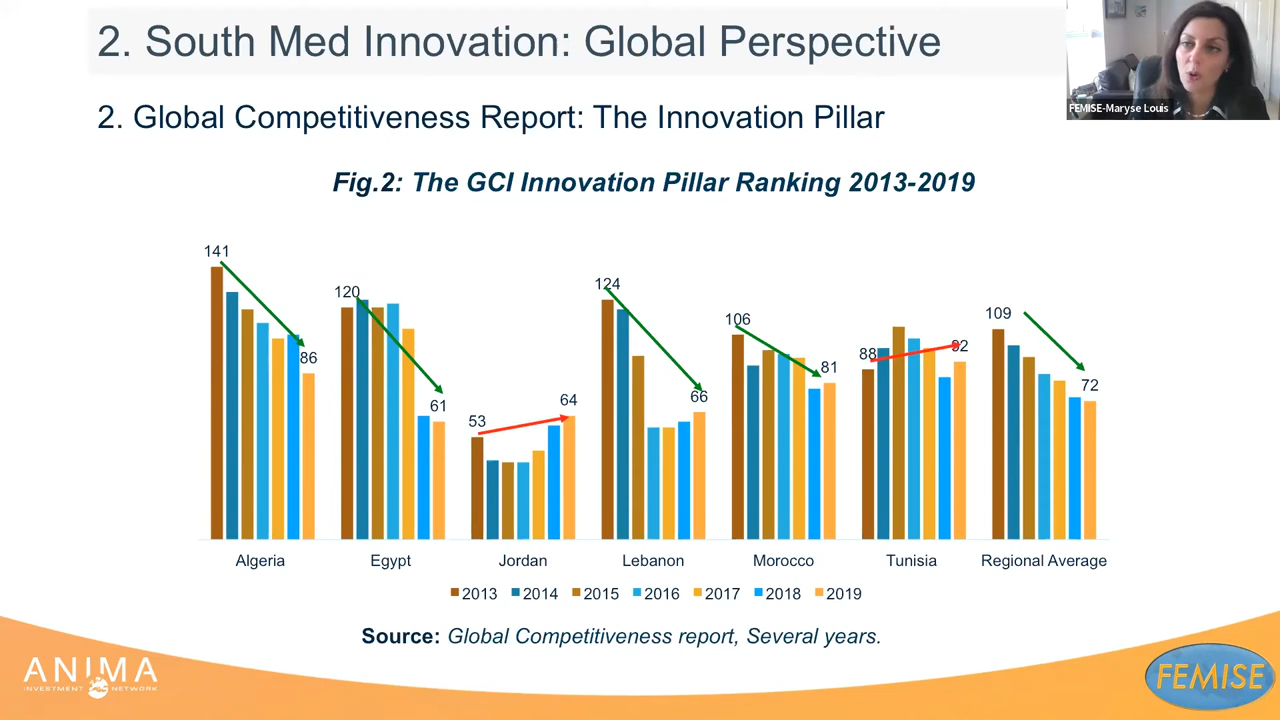 2. South Med Innovation: Global Perspective
FEMISE-Maryse Louis
2. Global Competitiveness Report: The Innovation Pillar
Fig.2: The GCI Innovation Pillar Ranking 2013-2019
141
86
120
61
53
64
124
66
106
81
88
92
109
72
Algeria
Egypt
Jordan
Lebanon
Morocco
Tunisia
Regional Average
2013 2014 2015 2016 2017 2018 2019
Source: Global Competitiveness report, Several years.
ANIMA
INVESTMENT NETWORK
FEMISE